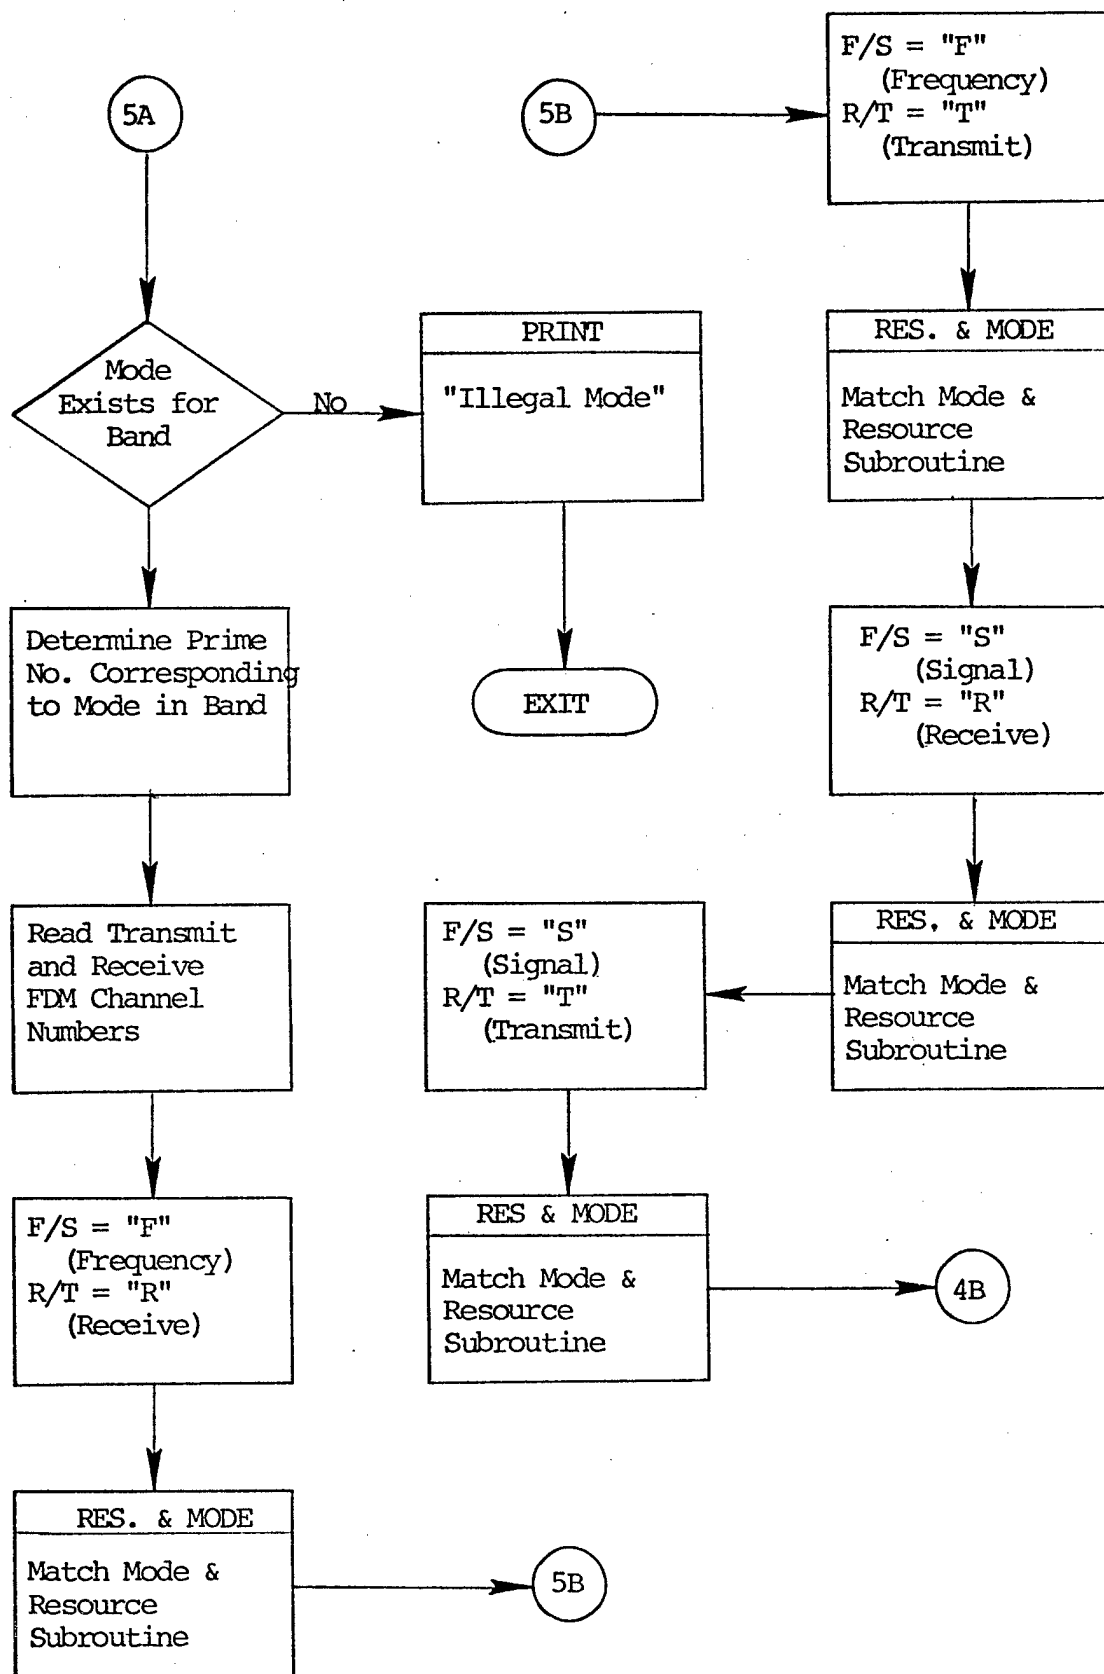 5A
Mode
Exists for
Band
No
PRINT
"Illegal Mode"
EXIT
Determine Prime
No. Corresponding
to Mode in Band
Read Transmit
and Receive
FDM Channel
Numbers
F/S = "F"
(Frequency)
R/T = "R"
(Receive)
RES. & MODE
Match Mode &
Resource
Subroutine
5B
5B
F/S = "F"
(Frequency)
R/T = "T"
(Transmit)
RES. & MODE
Match Mode &
Resource
Subroutine
F/S = "S"
(Signal)
R/T = "R"
(Receive)
RES. & MODE
Match Mode &
Resource
Subroutine
F/S = "S"
(Signal)
R/T = "T"
(Transmit)
RES & MODE
Match Mode &
Resource
Subroutine
4B